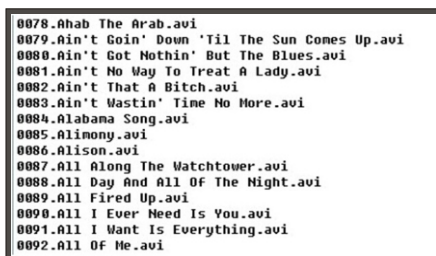 0078.Ahab The Arab.avi
0079.Ain't Goin' Down 'Til The Sun Comes Up.avi
0080.Ain't Got Nothin' But The Blues.avi
0081.Ain't No Way To Treat A Lady.avi
0082.Ain't That A Bitch.avi
0083.Ain't Wastin' Time No More.avi
0084.Alabama Song.avi
0085.Alimony.avi
0086.Alison.avi
0087.All Along The Watchtower.avi
0088.All Day And All Of The Night.avi
0089.All Fired Up.avi
0090.All I Ever Need Is You.avi
0091.All I Want Is Everything.avi
0092.All Of Me.avi